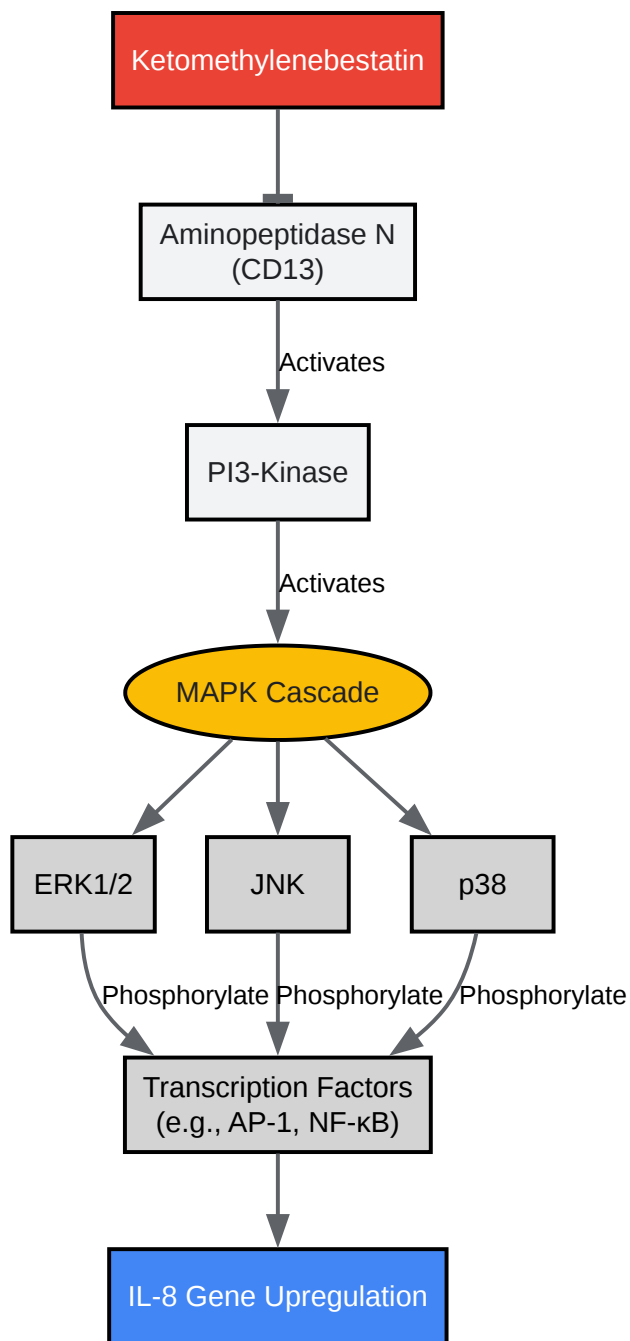 Ketomethylenebestatin
Aminopeptidase N
(CD13)
Activates
PI3-Kinase
Activates
MAPK Cascade
ERK1/2
JNK
p38
Phosphorylate
Phosphorylate
Phosphorylate
Transcription Factors
(e.g., AP-1, NF-κB)
IL-8 Gene Upregulation